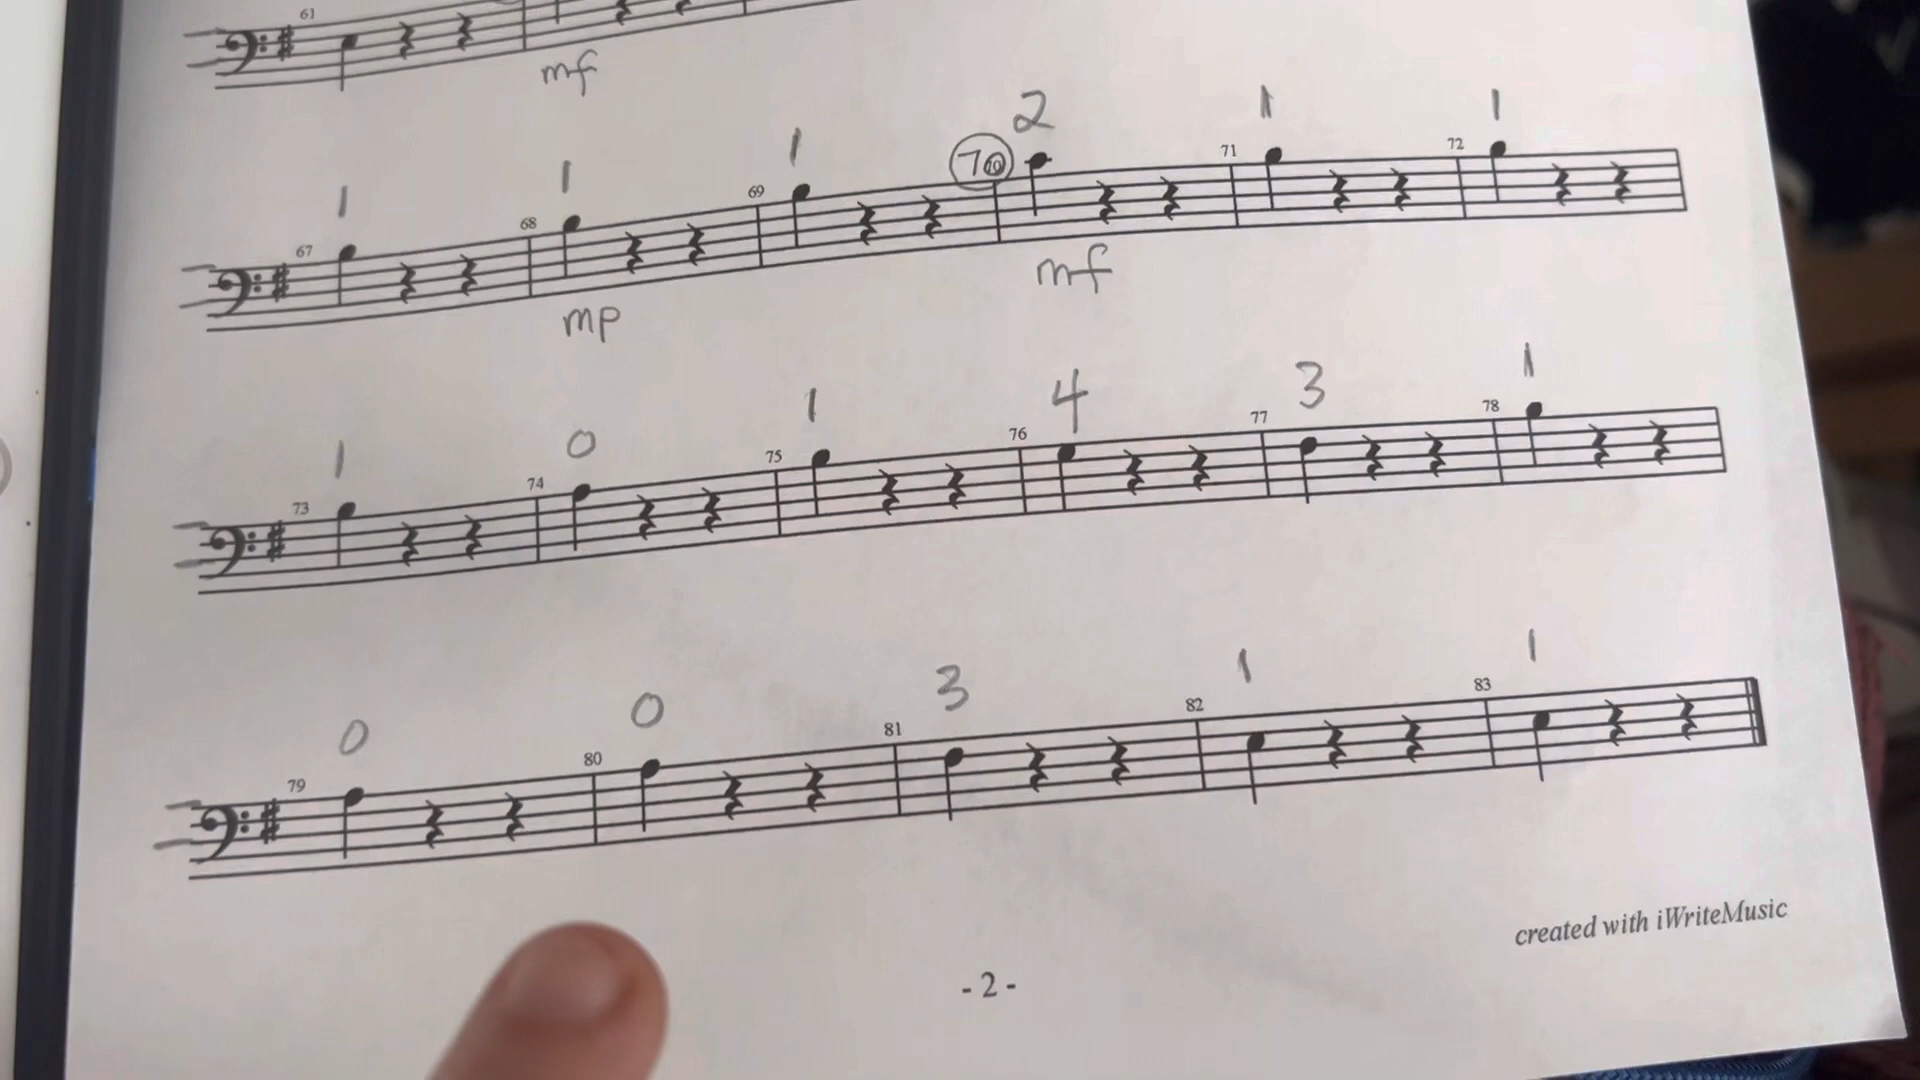 61
mf
2 1 1
1 1 1 70 71 72
67 68 69
mp mf
1 0 1 4 3 1
73 74 75 76 77 78
0 0 3 1 1
79 80 81 82 83
created with iWriteMusic
- 2 -